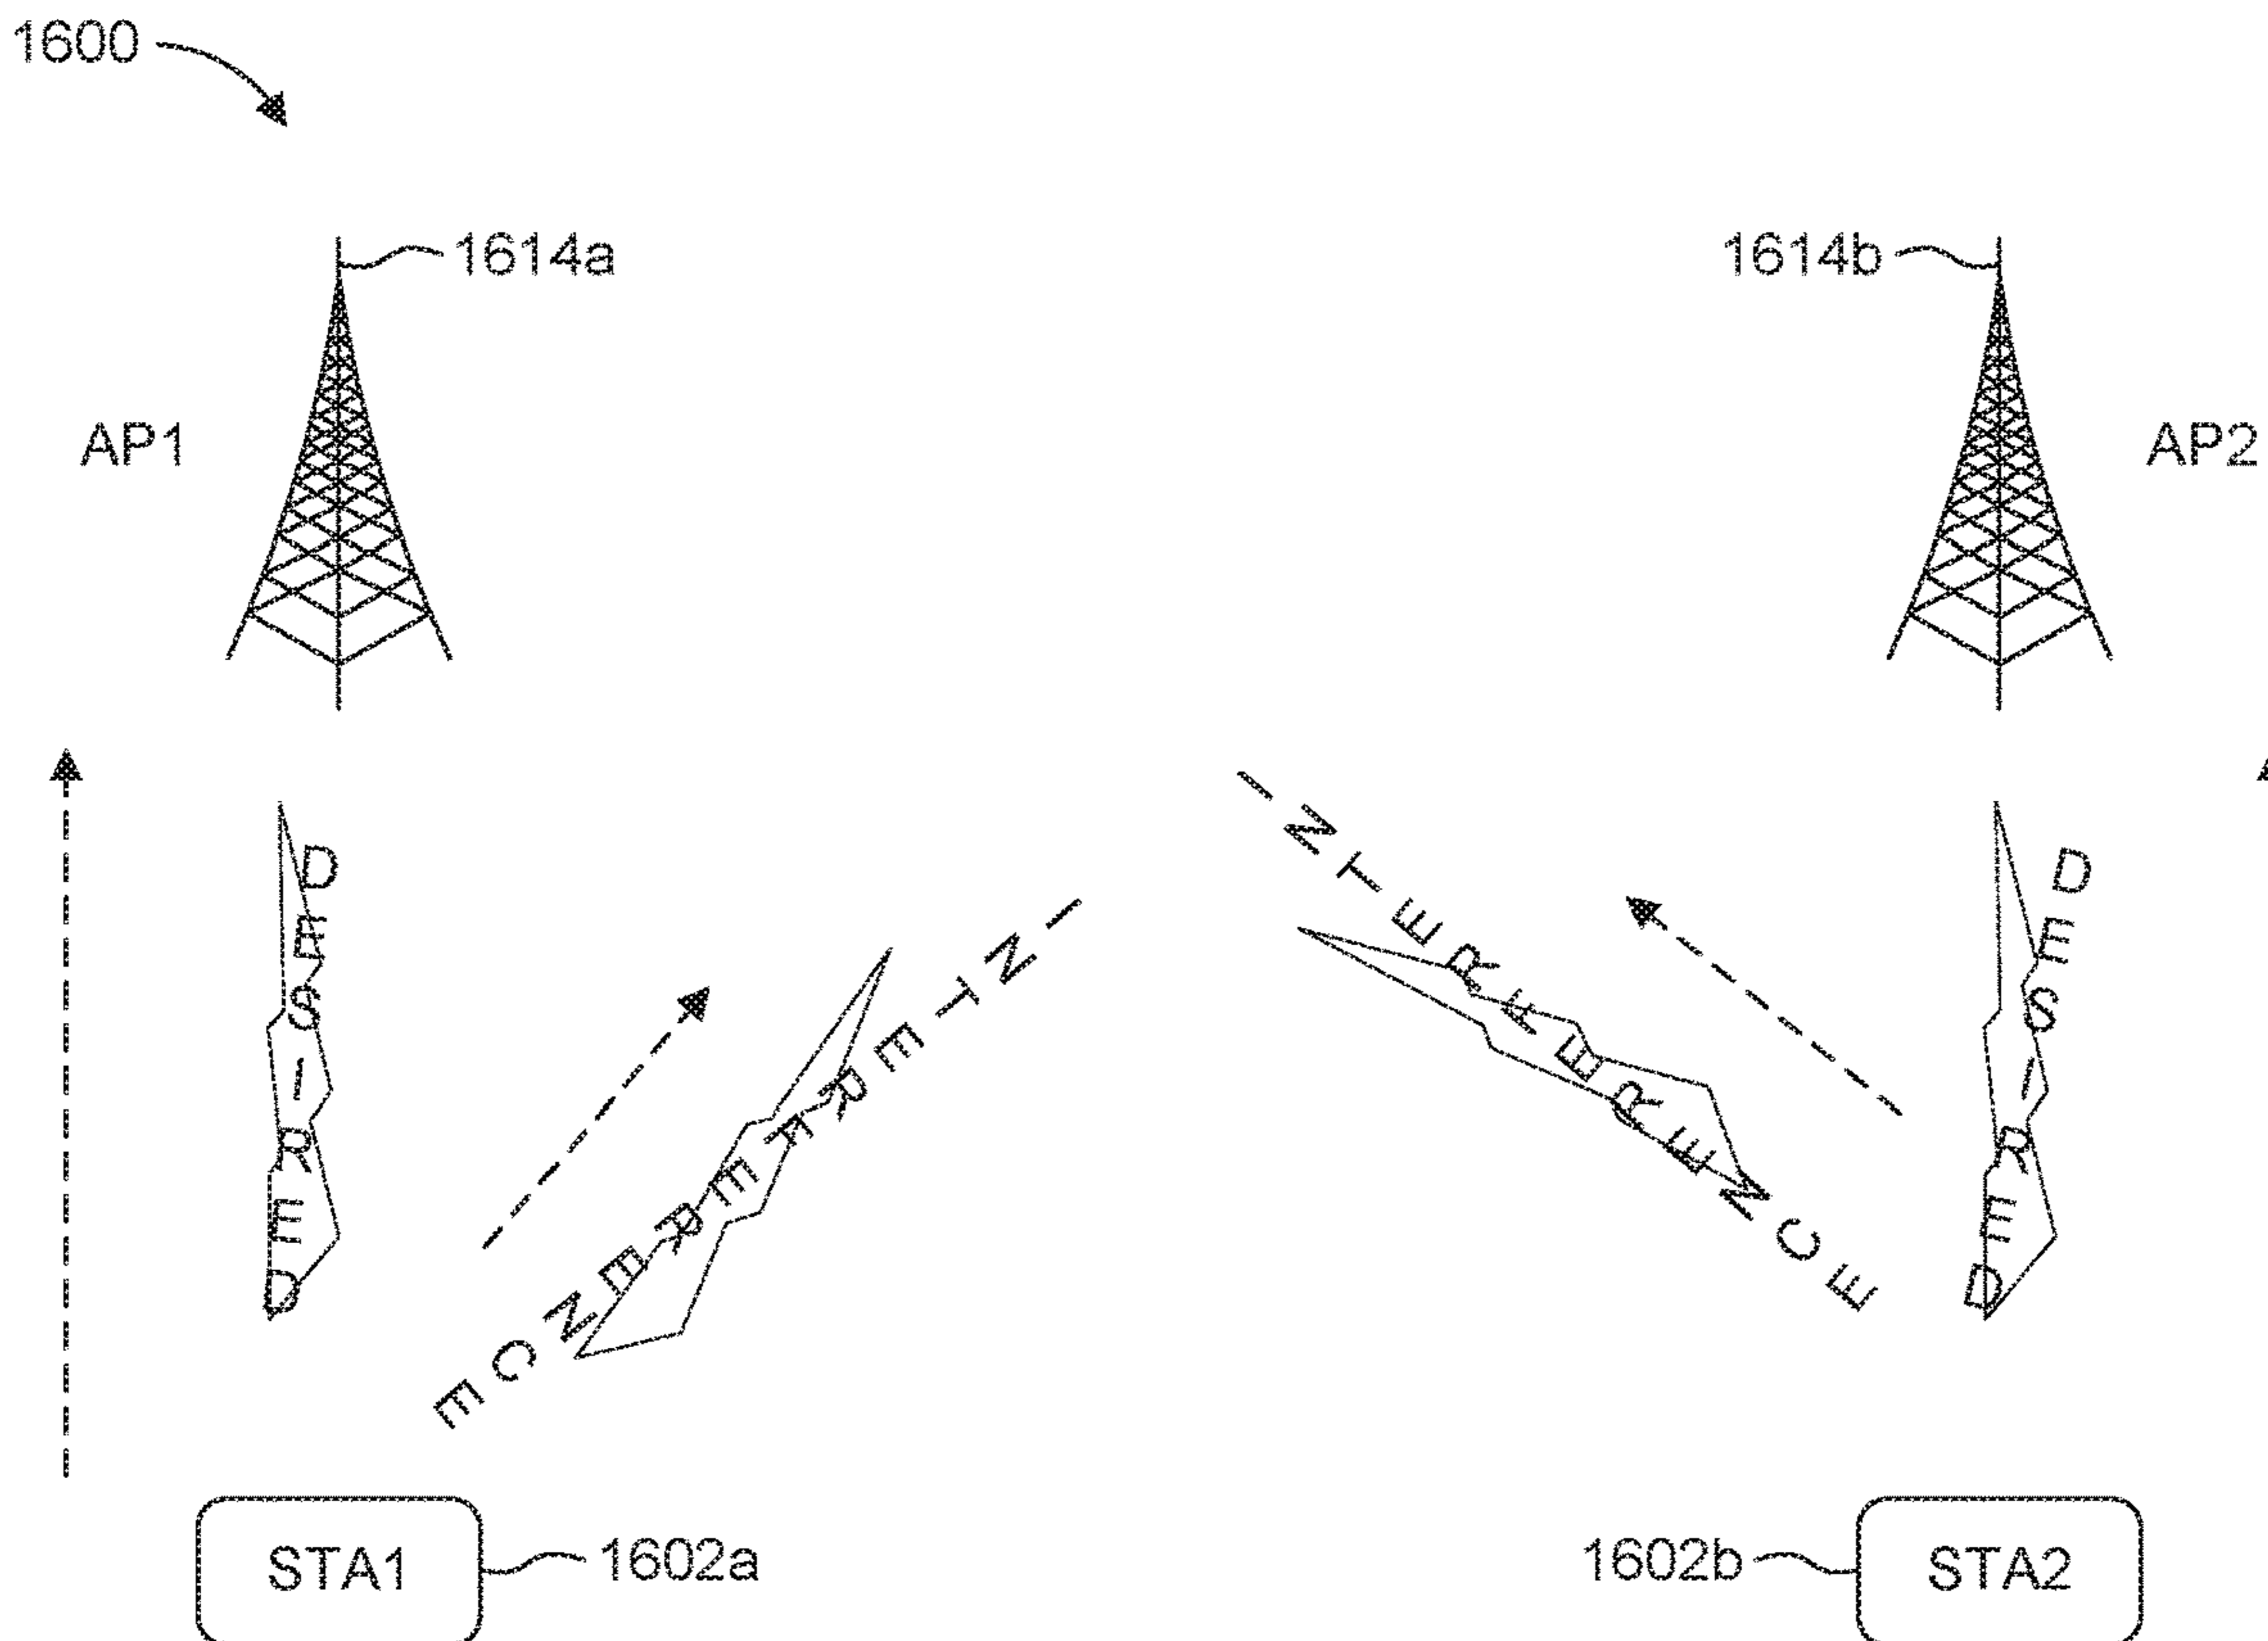 1600
1614a
1614b
AP1
AP2
DESIRED
INTERFERENCE
INTERFERENCE
DESIRED
STA1
1602a
1602b
STA2